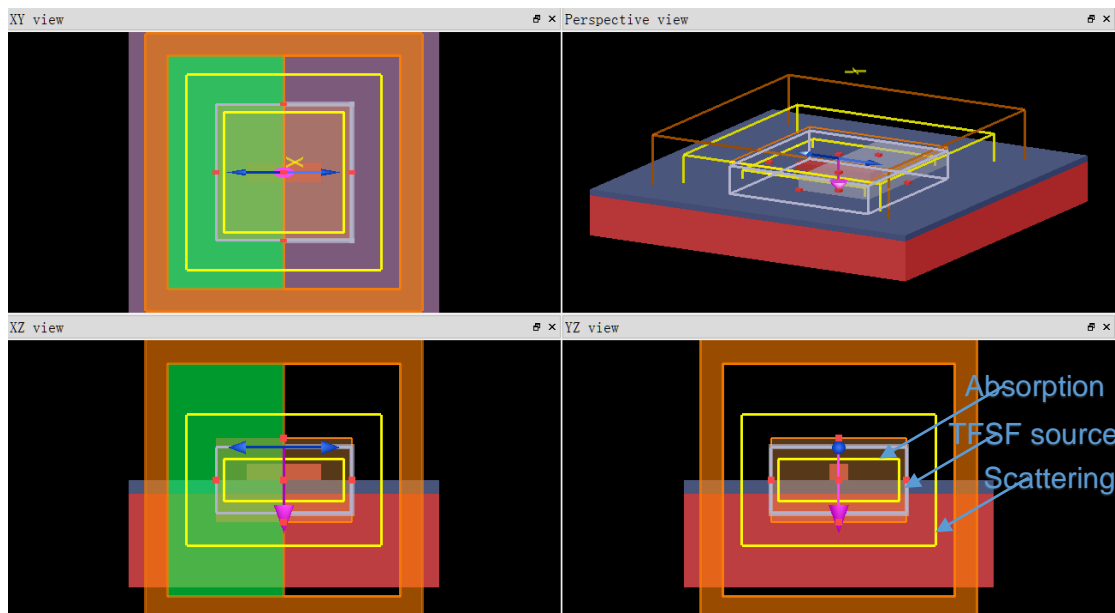 XY view
Perspective view
XZ view
YZ view
Absorption
TFSF source
Scattering